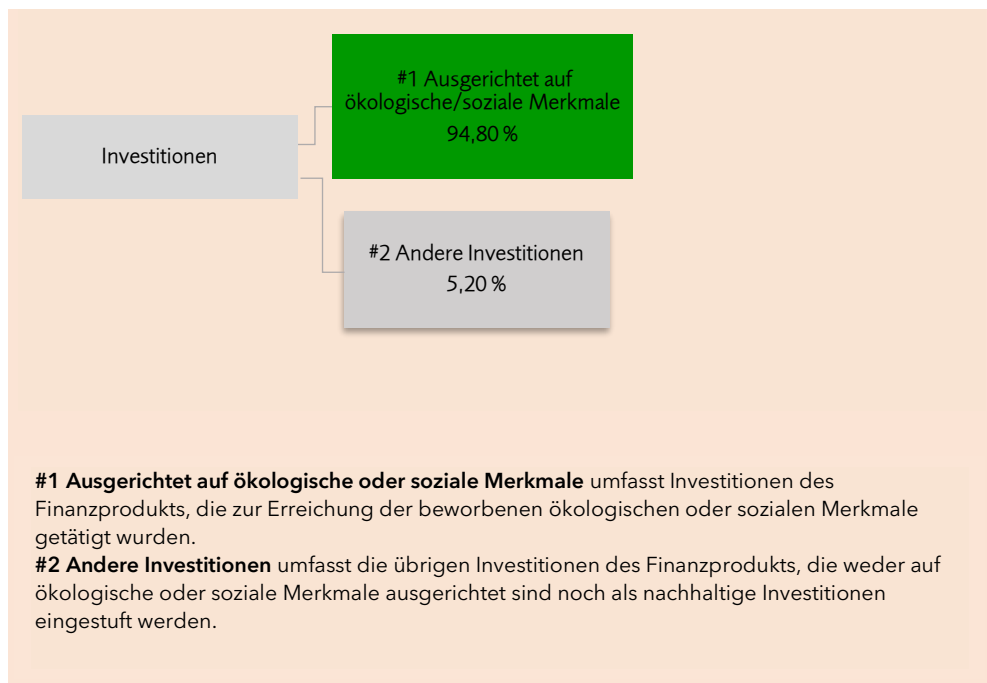 #1 Ausgerichtet auf
ökologische/soziale Merkmale
94,80 %
Investitionen
#2 Andere Investitionen
5,20 %
#1 Ausgerichtet auf ökologische oder soziale Merkmale umfasst Investitionen des
Finanzprodukts, die zur Erreichung der beworbenen ökologischen oder sozialen Merkmale
getätigt wurden.
#2 Andere Investitionen umfasst die übrigen Investitionen des Finanzprodukts, die weder auf
ökologische oder soziale Merkmale ausgerichtet sind noch als nachhaltige Investitionen
eingestuft werden.